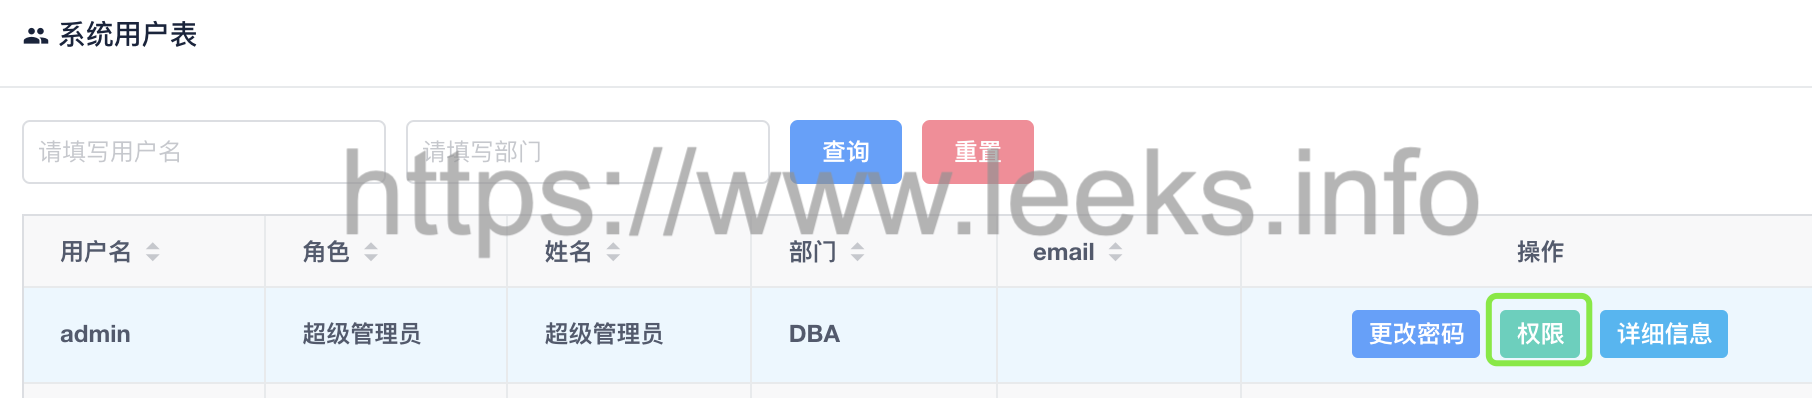 系统用户表
请填写用户名 请填写部门 查询 重置
https://www.leeks.info
用户名 角色 姓名 部门 email 操作
admin 超级管理员 超级管理员 DBA 更改密码 权限 详细信息